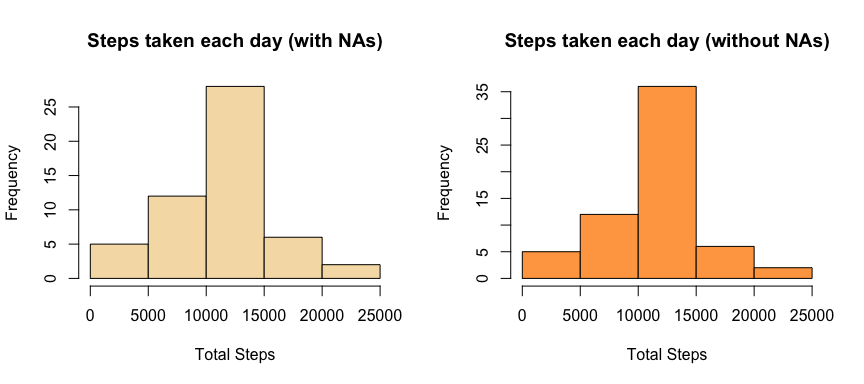 Steps taken each day (with NAs)
Frequency
25
20
15
10
5
0
0 5000 10000 15000 20000 25000
Total Steps
Steps taken each day (without NAs)
Frequency
35
25
15
5
0
0 5000 10000 15000 20000 25000
Total Steps